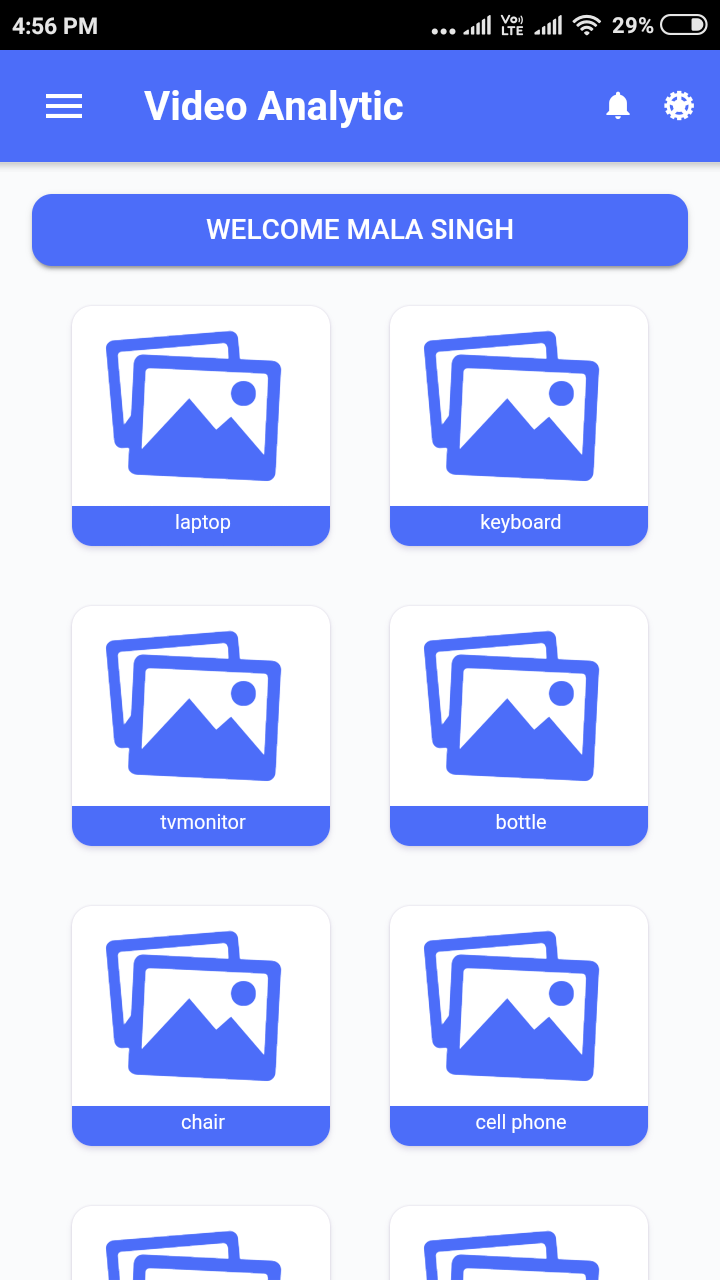 4:56 PM
Vo) LTE
29%
Video Analytic
WELCOME MALA SINGH
laptop
keyboard
tvmonitor
bottle
chair
cell phone